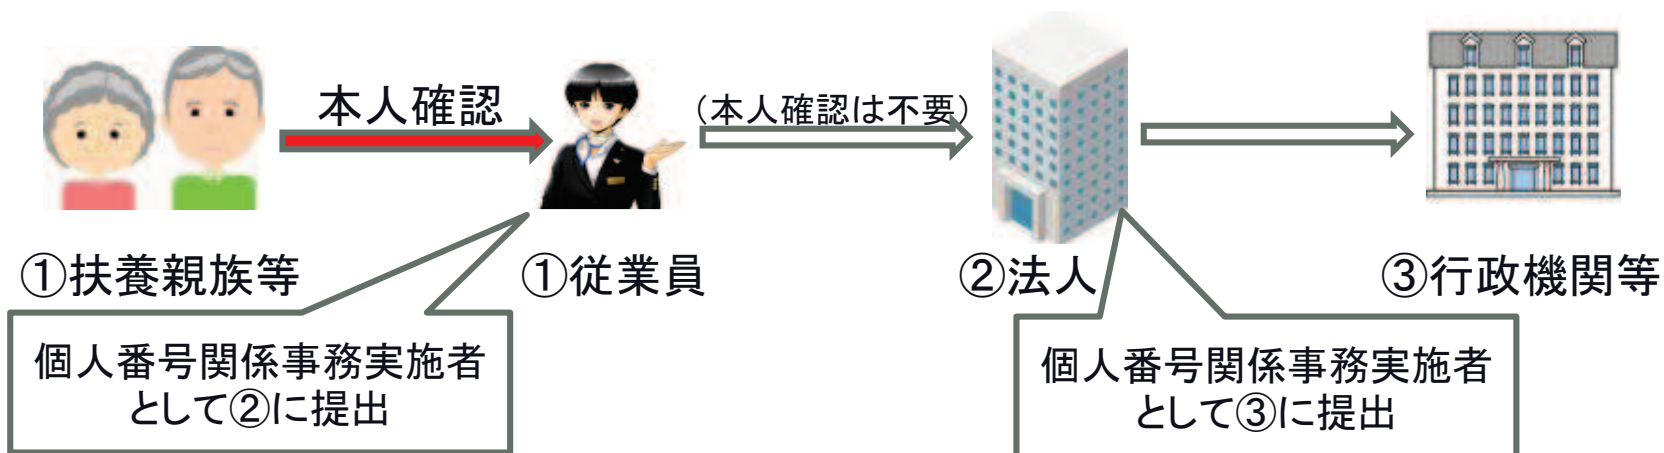 本人確認
(本人確認は不要)
①扶養親族等
①従業員
②法人
③行政機関等
個人番号関係事務実施者
として②に提出
個人番号関係事務実施者
として③に提出